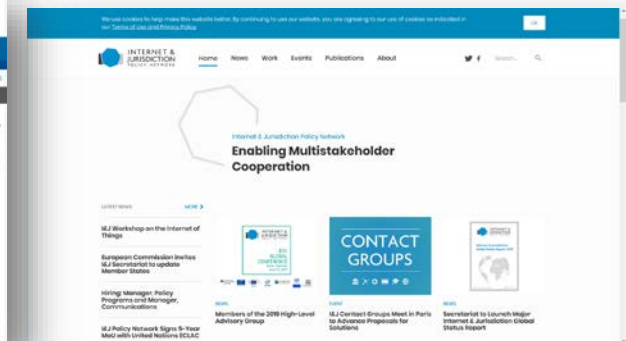 We use cookies to help make this website better. By continuing to use our website, you are agreeing to our use of cookies as indicated in
our Terms of use and Privacy Policy
OK
INTERNET &
JURISDICTION
POLICY NETWORK
Home News Work Events Publications About
Search...
Internet & Jurisdiction Policy Network
Enabling Multistakeholder
Cooperation
LATEST NEWS MORE
I&J Workshop on the Internet of
Things
European Commission invites
I&J Secretariat to update
Member States
Hiring: Manager, Policy
Programs and Manager,
Communications
I&J Policy Network Signs 5-Year
MoU with United Nations ECLAC
GLOBAL
CONFERENCE
NEWS
Members of the 2019 High-Level
Advisory Group
CONTACT
GROUPS
EVENT
I&J Contact Groups Meet in Paris
to Advance Proposals for
Solutions
NEWS
Secretariat to Launch Major
Internet & Jurisdiction Global
Status Report